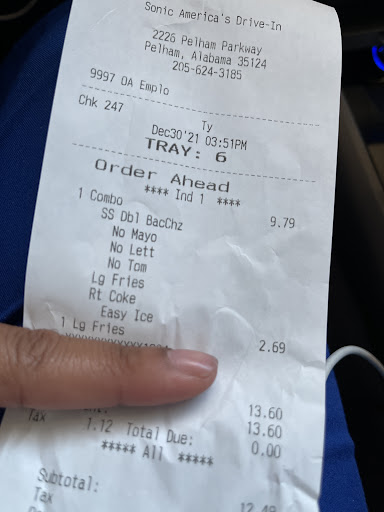 Sonic America's Drive-In
2226 Pelham Parkway
Pelham, Alabama 35124
205-624-3185
9997 OA Emplo
Chk 247
Ty
Dec30'21 03:51PM
TRAY: 6
Order Ahead
**** Ind 1 ****
1 Combo 9.79
SS Dbl BacChz
No Mayo
No Lett
No Tom
Lg Fries
Rt Coke
Easy Ice
1 Lg Fries 2.69
13.60
Tax 1.12 Total Due: 13.60
0.00
***** All *****
Subtotal: 12.48
Tax